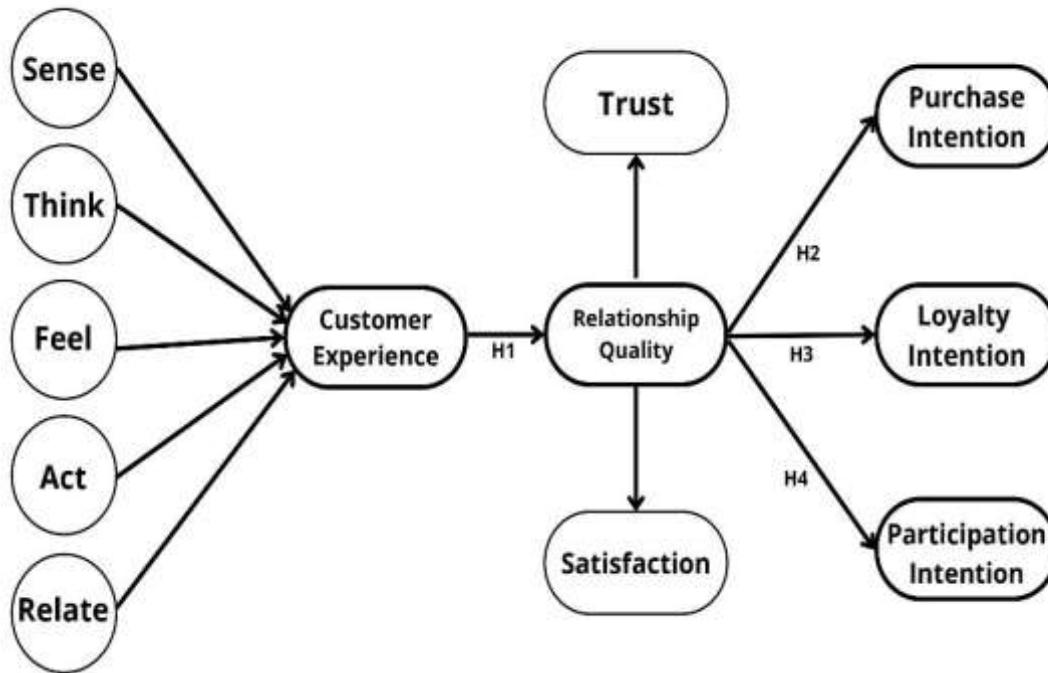 Sense
Think
Feel
Act
Relate
Customer
Experience
H1
Trust
Relationship
Quality
Satisfaction
H2
H3
H4
Purchase
Intention
Loyalty
Intention
Participation
Intention